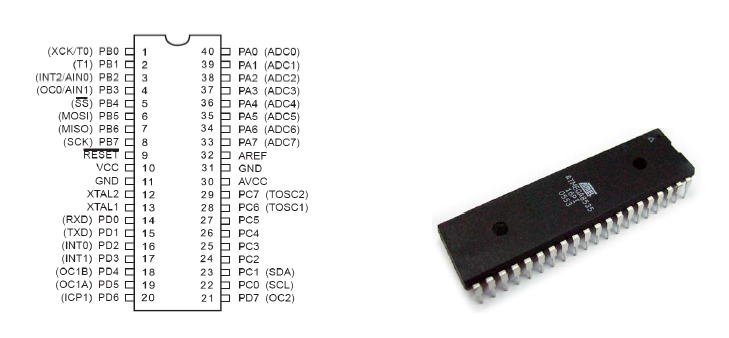 (XCK/T0) PB0 1 40 PA0 (ADC0)
(T1) PB1 2 39 PA1 (ADC1)
(INT2/AIN0) PB2 3 38 PA2 (ADC2)
(OC0/AIN1) PB3 4 37 PA3 (ADC3)
(SS) PB4 5 36 PA4 (ADC4)
(MOSI) PB5 6 35 PA5 (ADC5)
(MISO) PB6 7 34 PA6 (ADC6)
(SCK) PB7 8 33 PA7 (ADC7)
RESET 9 32 AREF
VCC 10 31 GND
GND 11 30 AVCC
XTAL2 12 29 PC7 (TOSC2)
XTAL1 13 28 PC6 (TOSC1)
(RXD) PD0 14 27 PC5
(TXD) PD1 15 26 PC4
(INT0) PD2 16 25 PC3
(INT1) PD3 17 24 PC2
(OC1B) PD4 18 23 PC1 (SDA)
(OC1A) PD5 19 22 PC0 (SCL)
(ICP1) PD6 20 21 PD7 (OC2)
ATMEL
ATMEGA8535
16PI
0553